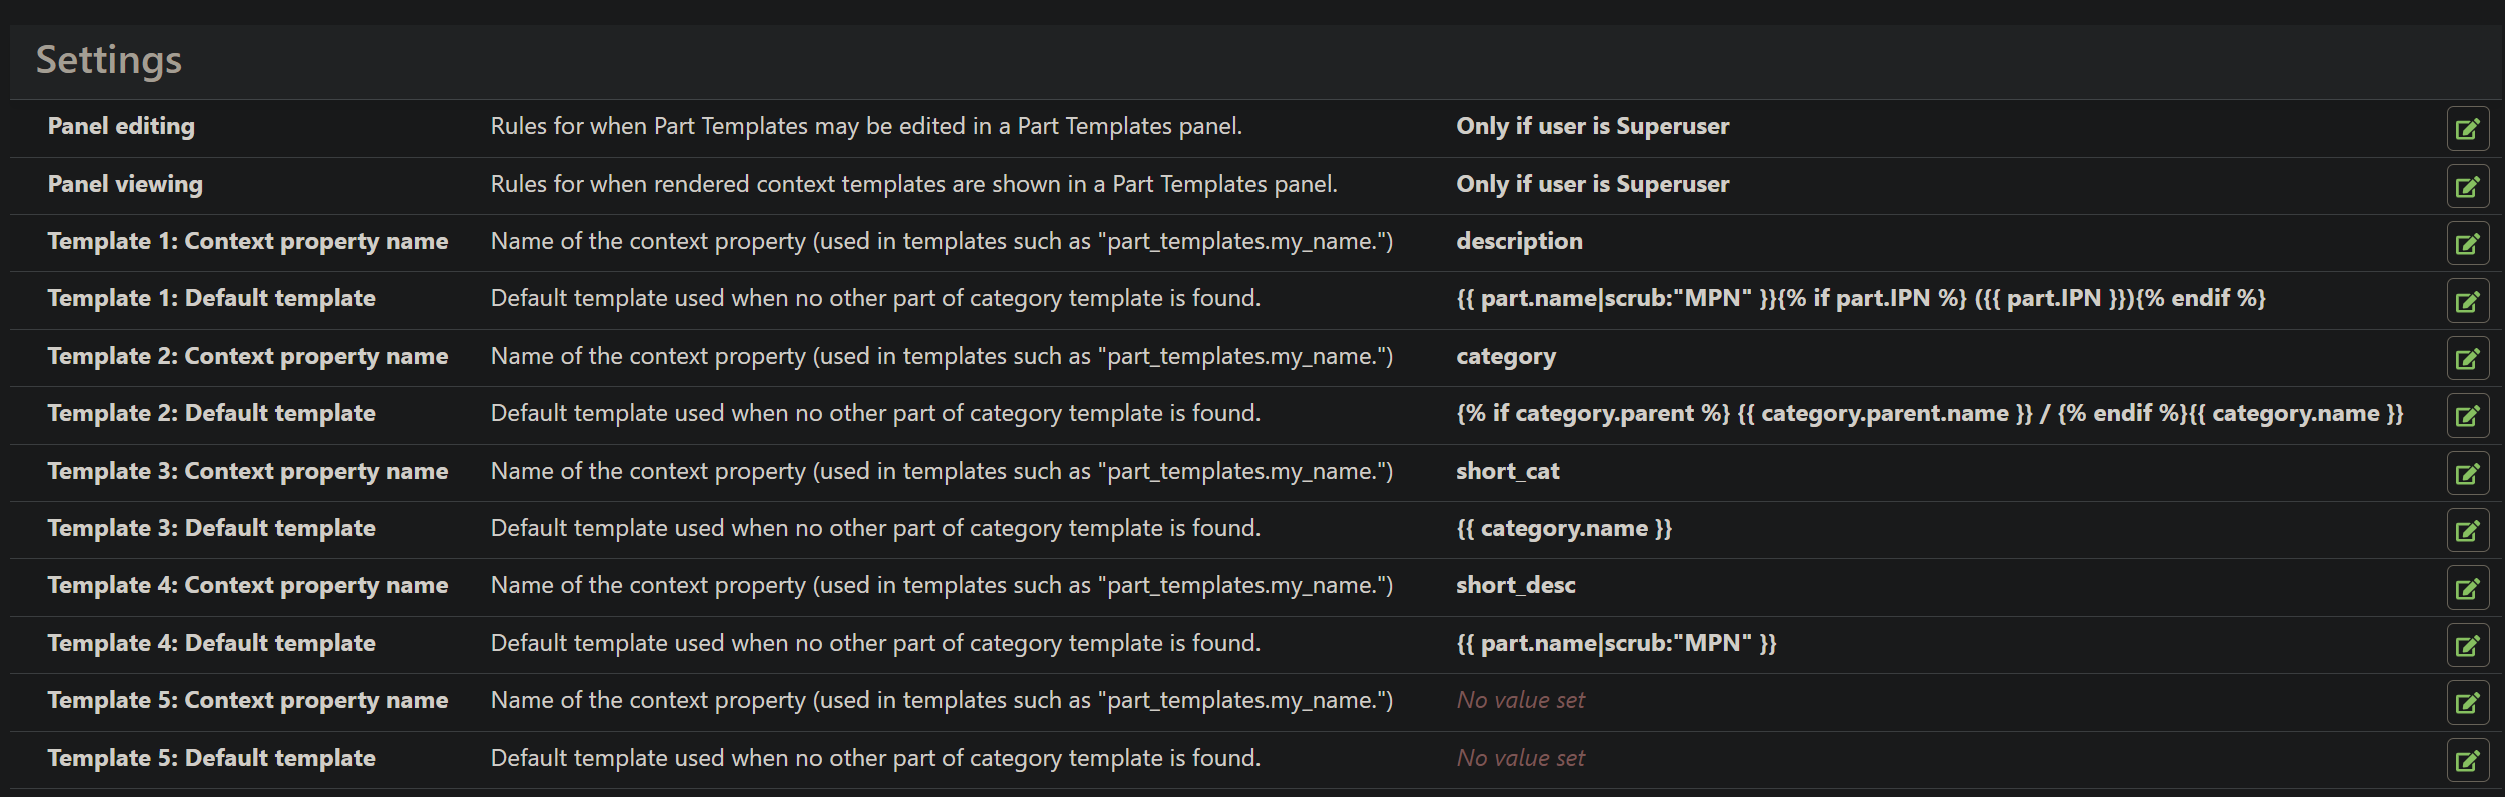 Settings
Panel editing Rules for when Part Templates may be edited in a Part Templates panel. Only if user is Superuser
Panel viewing Rules for when rendered context templates are shown in a Part Templates panel. Only if user is Superuser
Template 1: Context property name Name of the context property (used in templates such as "part_templates.my_name.") description
Template 1: Default template Default template used when no other part of category template is found. {{ part.name|scrub:"MPN" }}{% if part.IPN %} ({{ part.IPN }}){% endif %}
Template 2: Context property name Name of the context property (used in templates such as "part_templates.my_name.") category
Template 2: Default template Default template used when no other part of category template is found. {% if category.parent %} {{ category.parent.name }} / {% endif %}{{ category.name }}
Template 3: Context property name Name of the context property (used in templates such as "part_templates.my_name.") short_cat
Template 3: Default template Default template used when no other part of category template is found. {{ category.name }}
Template 4: Context property name Name of the context property (used in templates such as "part_templates.my_name.") short_desc
Template 4: Default template Default template used when no other part of category template is found. {{ part.name|scrub:"MPN" }}
Template 5: Context property name Name of the context property (used in templates such as "part_templates.my_name.") No value set
Template 5: Default template Default template used when no other part of category template is found. No value set